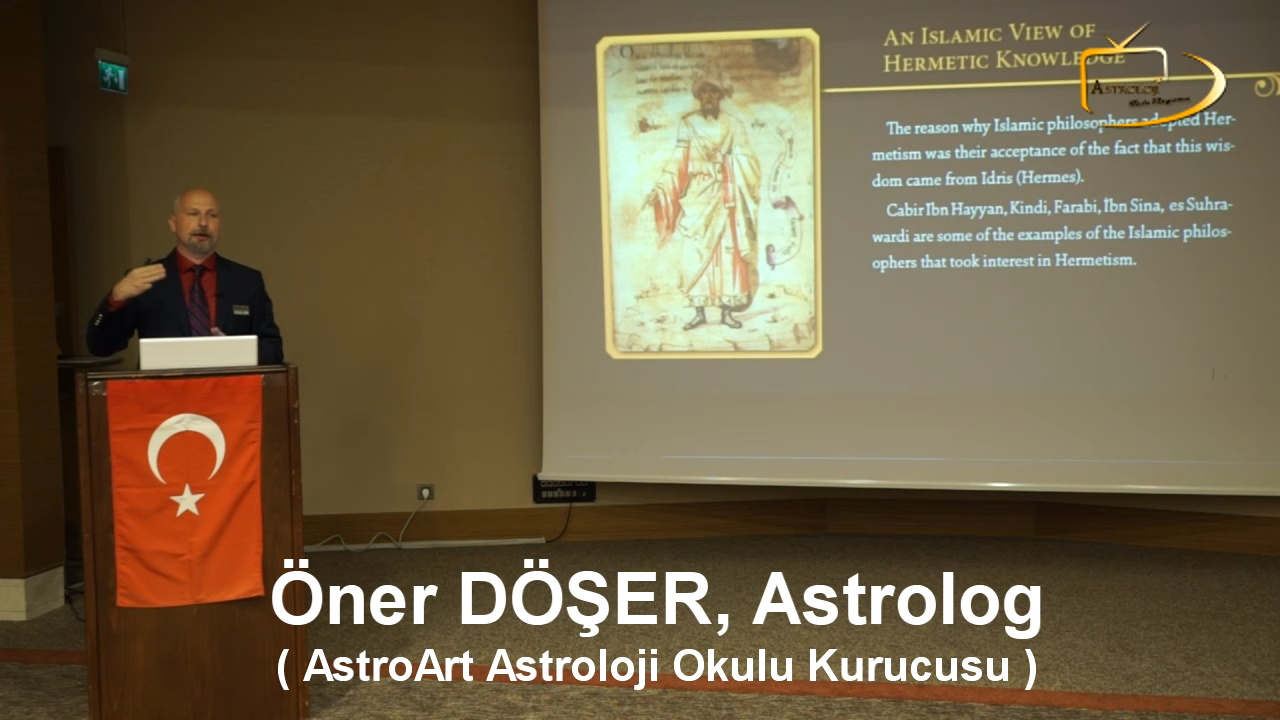 AN ISLAMIC VIEW OF
HERMETIC KNOWLEDGE
ASTROLOJİ
The reason why Islamic philosophers adopted Her-
metism was their acceptance of the fact that this wis-
dom came from Idris (Hermes).
Cabir Ibn Hayyan, Kindi, Farabi, İbn Sina, es Suhra-
wardi are some of the examples of the Islamic philos-
ophers that took interest in Hermetism.
Öner DÖŞER, Astrolog
( AstroArt Astroloji Okulu Kurucusu )